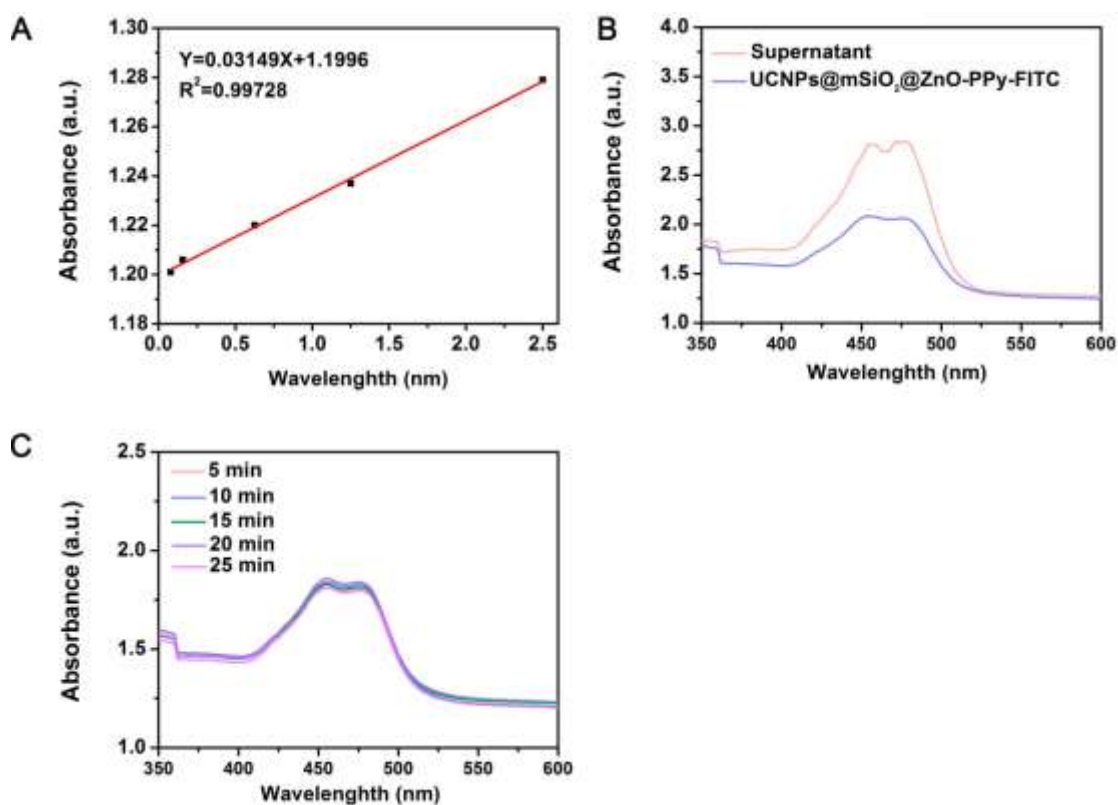 A
Y=0.03149X+1.1996
R²=0.99728
1.30
1.28
1.26
1.24
1.22
1.20
1.18
Absorbance (a.u.)
0.0 0.5 1.0 1.5 2.0 2.5
Wavelenghth (nm)
B
Supernatant
UCNPs@mSiO₂@ZnO-PPy-FITC
4.0
3.5
3.0
2.5
2.0
1.5
1.0
Absorbance (a.u.)
350 400 450 500 550 600
Wavelenghth (nm)
C
5 min
10 min
15 min
20 min
25 min
2.5
2.0
1.5
1.0
Absorbance (a.u.)
350 400 450 500 550 600
Wavelenghth (nm)